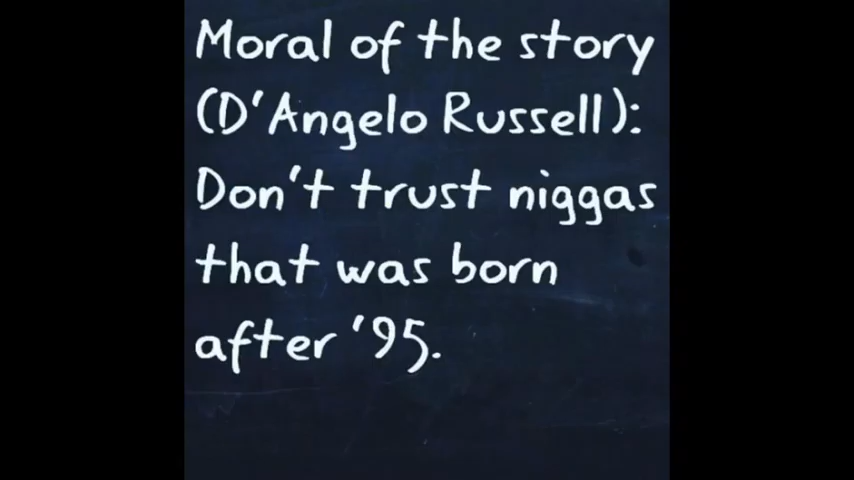 Moral of the story
(D'Angelo Russell):
Don't trust niggas
that was born
after '95.